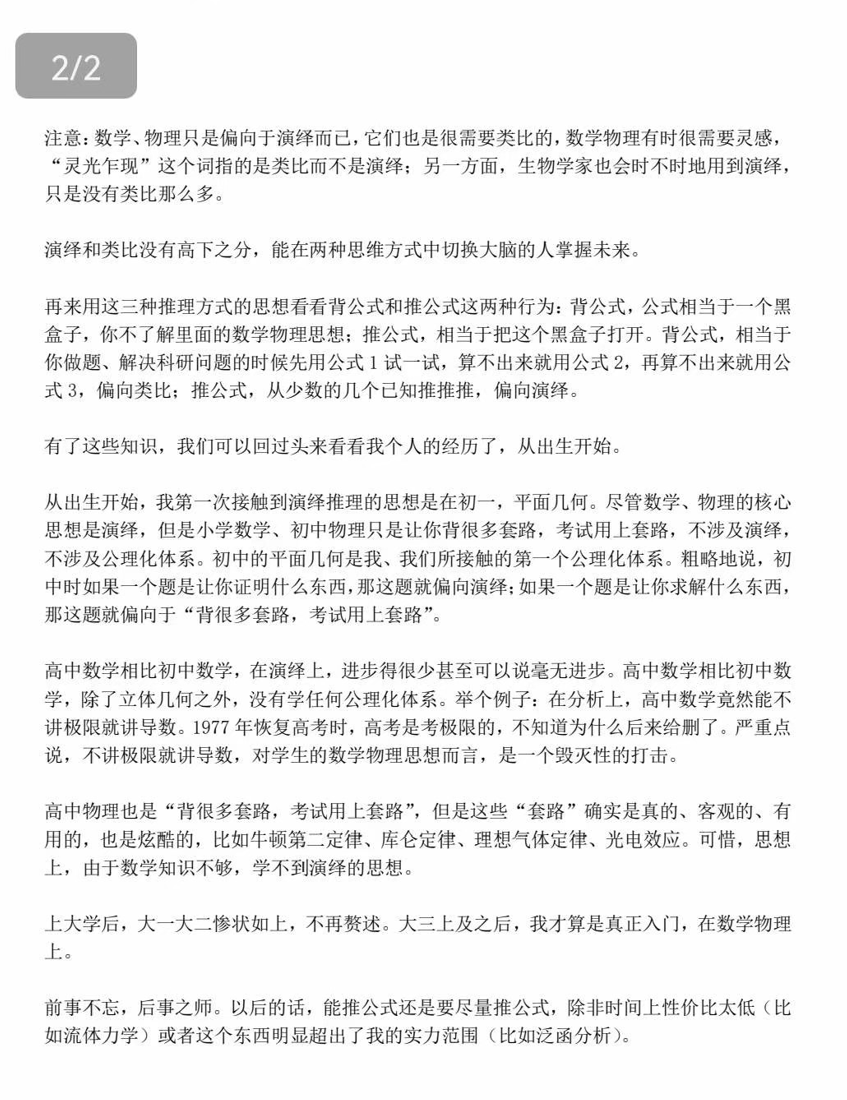 2/2
注意：数学、物理只是偏向于演绎而已，它们也是很需要类比的，数学物理有时很需要灵感，
“灵光乍现”这个词指的是类比而不是演绎；另一方面，生物学家也会时不时地用到演绎，
只是没有类比那么多。
演绎和类比没有高下之分，能在两种思维方式中切换大脑的人掌握未来。
再来用这三种推理方式的思想看看背公式和推公式这两种行为：背公式，公式相当于一个黑
盒子，你不了解里面的数学物理思想；推公式，相当于把这个黑盒子打开。背公式，相当于
你做题、解决科研问题的时候先用公式 1 试一试，算不出来就用公式 2，再算不出来就用公
式 3，偏向类比；推公式，从少数的几个已知推推推，偏向演绎。
有了这些知识，我们可以回过头来看看我个人的经历了，从出生开始。
从出生开始，我第一次接触到演绎推理的思想是在初一，平面几何。尽管数学、物理的核心
思想是演绎，但是小学数学、初中物理只是让你背很多套路，考试用上套路，不涉及演绎，
不涉及公理化体系。初中的平面几何是我、我们所接触的第一个公理化体系。粗略地说，初
中时如果一个题是让你证明什么东西，那这题就偏向演绎；如果一个题是让你求解什么东西，
那这题就偏向于“背很多套路，考试用上套路”。
高中数学相比初中数学，在演绎上，进步得很少甚至可以说毫无进步。高中数学相比初中数
学，除了立体几何之外，没有学任何公理化体系。举个例子：在分析上，高中数学竟然能不
讲极限就讲导数。1977 年恢复高考时，高考是考极限的，不知道为什么后来给删了。严重点
说，不讲极限就讲导数，对学生的数学物理思想而言，是一个毁灭性的打击。
高中物理也是“背很多套路，考试用上套路”，但是这些“套路”确实是真的、客观的、有
用的，也是炫酷的，比如牛顿第二定律、库仑定律、理想气体定律、光电效应。可惜，思想
上，由于数学知识不够，学不到演绎的思想。
上大学后，大一大二惨状如上，不再赘述。大三上及之后，我才算是真正入门，在数学物理
上。
前事不忘，后事之师。以后的话，能推公式还是要尽量推公式，除非时间上性价比太低（比
如流体力学）或者这个东西明显超出了我的实力范围（比如泛函分析）。